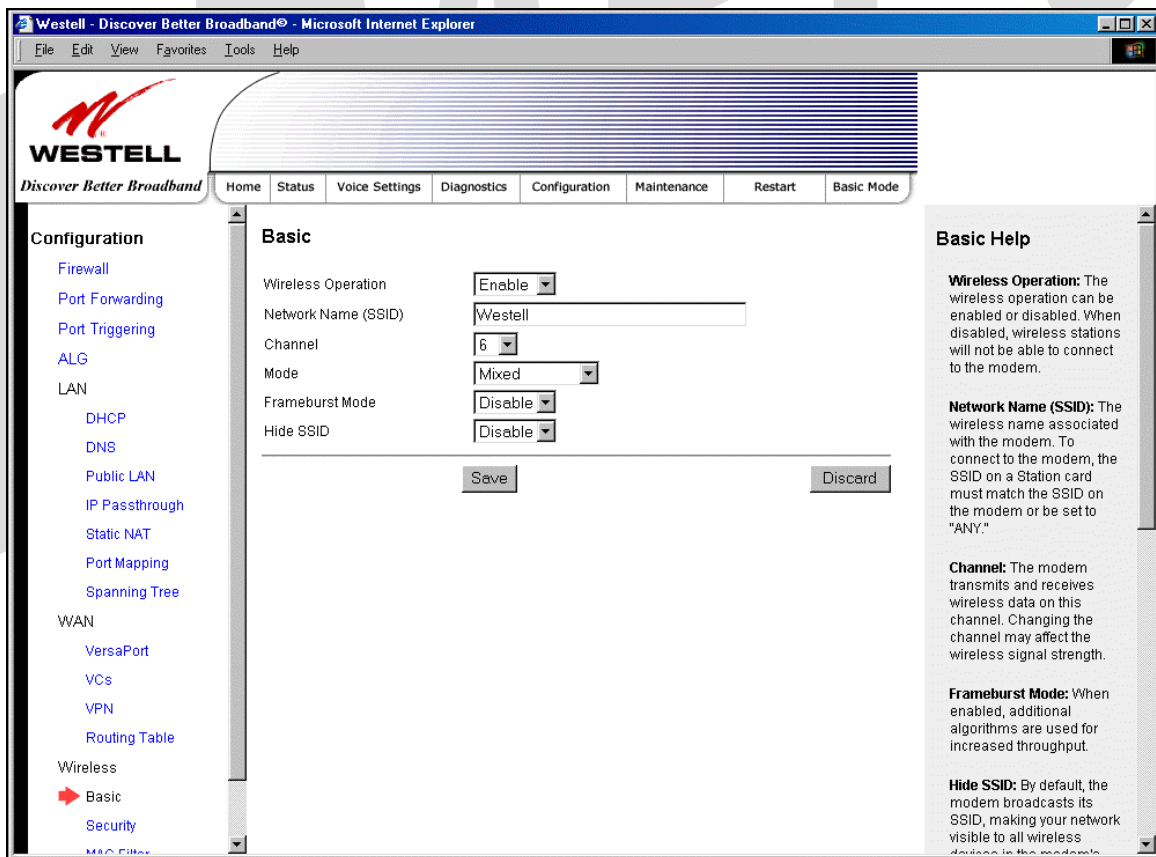 Westell - Discover Better Broadband® - Microsoft Internet Explorer
File Edit View Favorites Tools Help
WESTELL
Discover Better Broadband
Home Status Voice Settings Diagnostics Configuration Maintenance Restart Basic Mode
Configuration
Firewall
Port Forwarding
Port Triggering
ALG
LAN
DHCP
DNS
Public LAN
IP Passthrough
Static NAT
Port Mapping
Spanning Tree
WAN
VersaPort
VCs
VPN
Routing Table
Wireless
Basic
Security
MAC Filter
Basic
Wireless Operation Enable
Network Name (SSID) Westell
Channel 6
Mode Mixed
Frameburst Mode Disable
Hide SSID Disable
Save Discard
Basic Help
Wireless Operation: The
wireless operation can be
enabled or disabled. When
disabled, wireless stations
will not be able to connect
to the modem.
Network Name (SSID): The
wireless name associated
with the modem. To
connect to the modem, the
SSID on a Station card
must match the SSID on
the modem or be set to
"ANY."
Channel: The modem
transmits and receives
wireless data on this
channel. Changing the
channel may affect the
wireless signal strength.
Frameburst Mode: When
enabled, additional
algorithms are used for
increased throughput.
Hide SSID: By default, the
modem broadcasts its
SSID, making your network
visible to all wireless
devices in the modem's